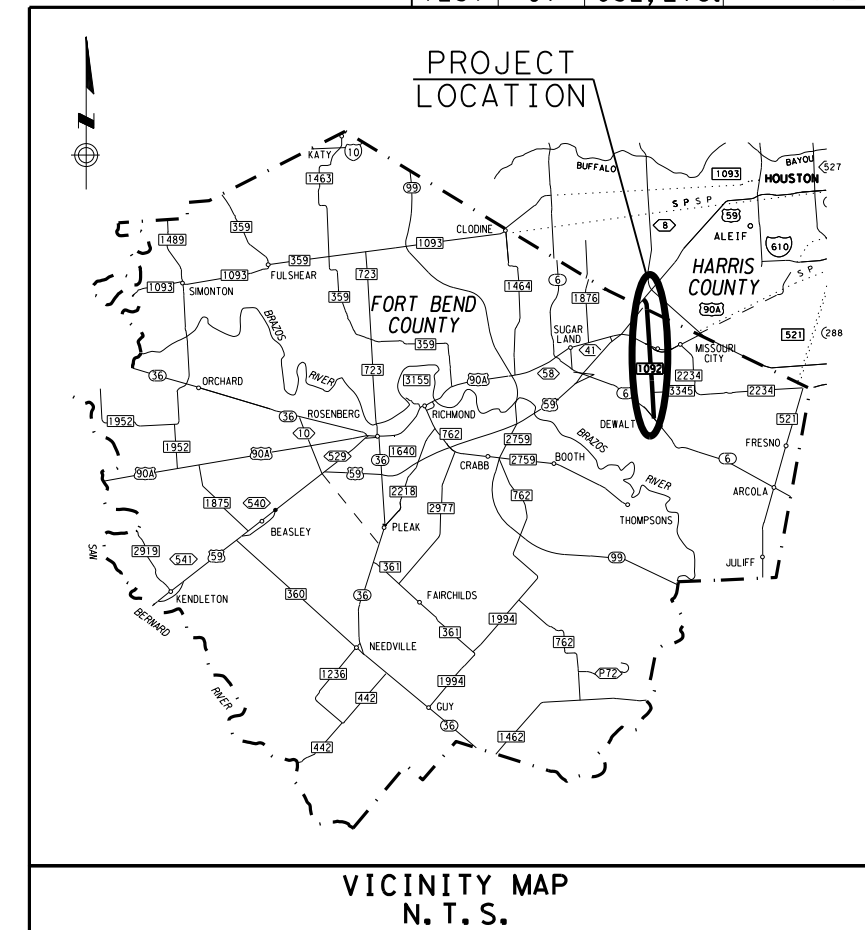 PROJECT
LOCATION
N
KATY
10
1463
99
BUFFALO
BAYOU
527
1093
HOUSTON
S P S P
59
359
CLODINE
8
ALEIF
610
1489
1093
359
FULSHEAR
723
1464
6
1876
HARRIS
COUNTY
S P
1093
1093
SIMONTON
359
FORT BEND
COUNTY
90A
SUGAR
LAND
41
MISSOURI
CITY
521
288
BRAZOS
RIVER
359
723
3155
90A
58
1092
2234
3345
2234
36
ORCHARD
6
ROSENBERG
RICHMOND
59
DEWALT
521
1952
36
10
762
2759
BRAZOS
RIVER
FRESNO
1952
529
1640
36
CRABB
2759
BOOTH
6
90A
90A
59
2218
762
ARCOLA
1875
540
2977
THOMPSONS
BEASLEY
PLEAK
SAN
BERNARD
RIVER
2919
541
59
99
JULIFF
361
KENDLETON
360
36
FAIRCHILDS
1994
361
762
NEEDVILLE
1236
442
1994
P72
GUY
36
442
1462
VICINITY MAP
N.T.S.